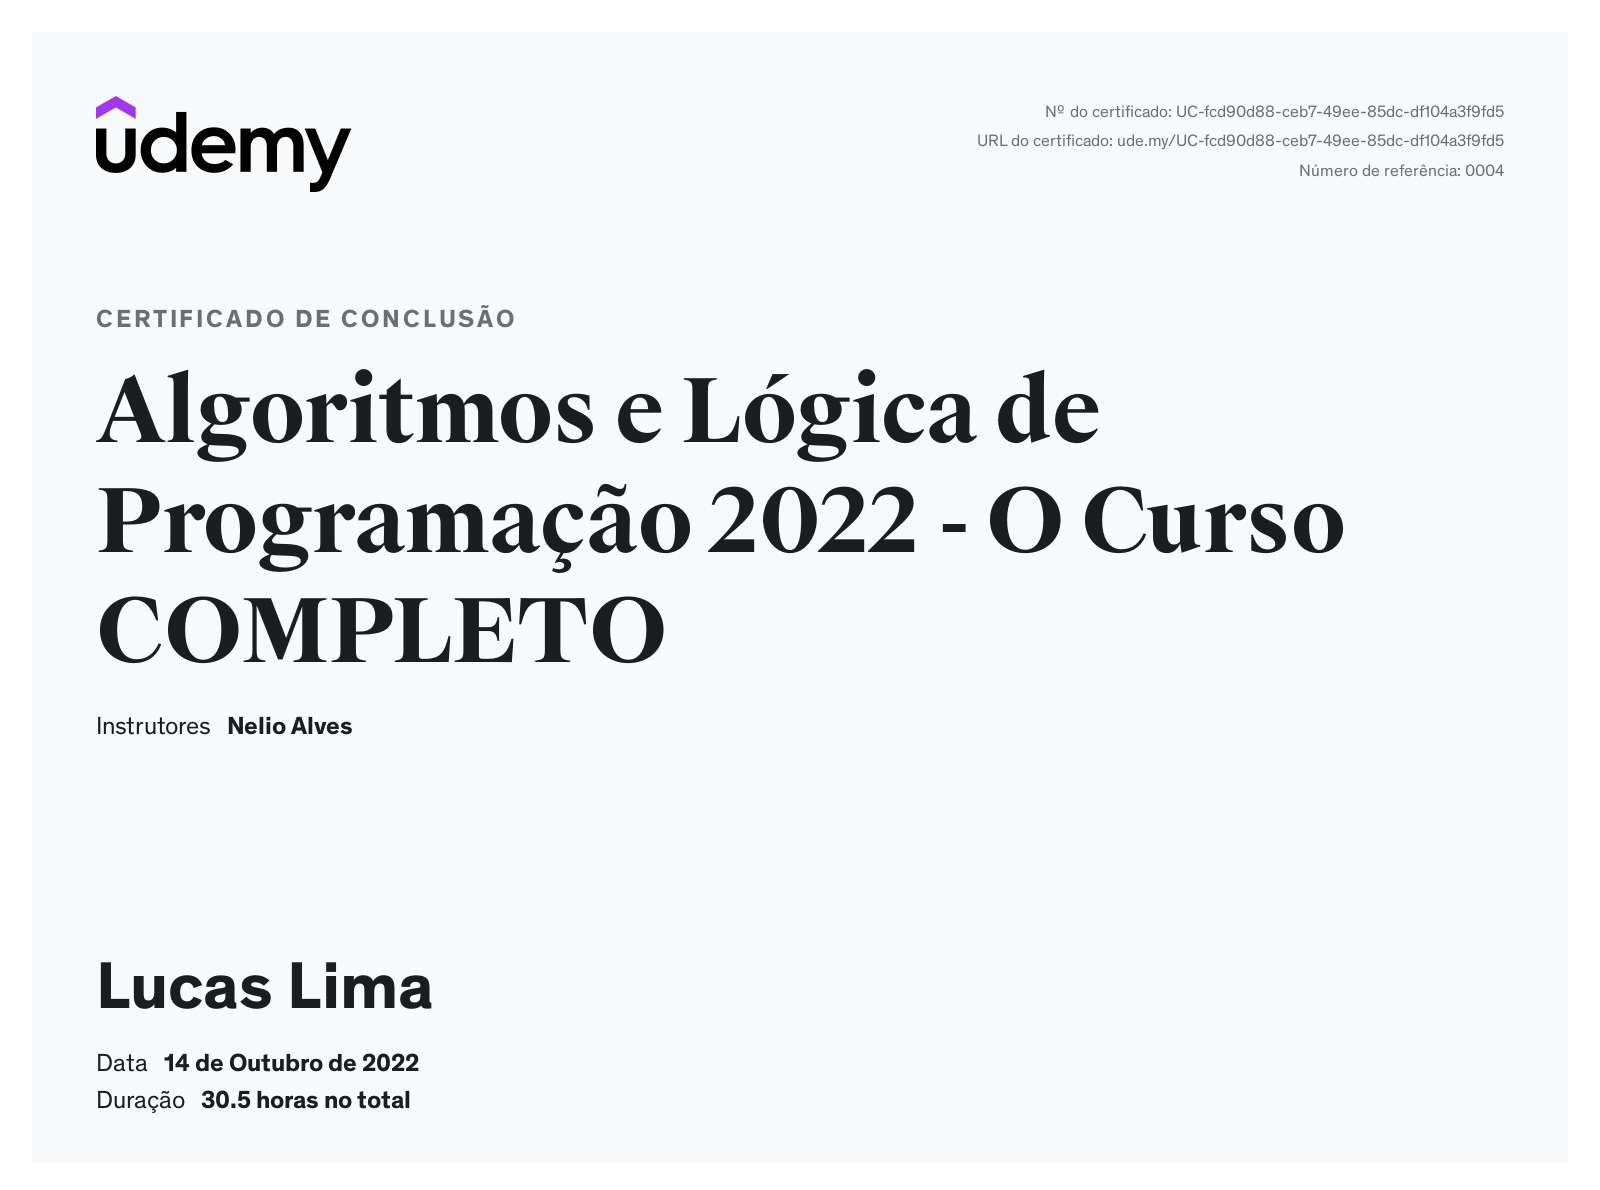 udemy
Nº do certificado: UC-fcd90d88-ceb7-49ee-85dc-df104a3f9fd5
URL do certificado: ude.my/UC-fcd90d88-ceb7-49ee-85dc-df104a3f9fd5
Número de referência: 0004
CERTIFICADO DE CONCLUSÃO
Algoritmos e Lógica de
Programação 2022 - O Curso
COMPLETO
Instrutores Nelio Alves
Lucas Lima
Data 14 de Outubro de 2022
Duração 30.5 horas no total